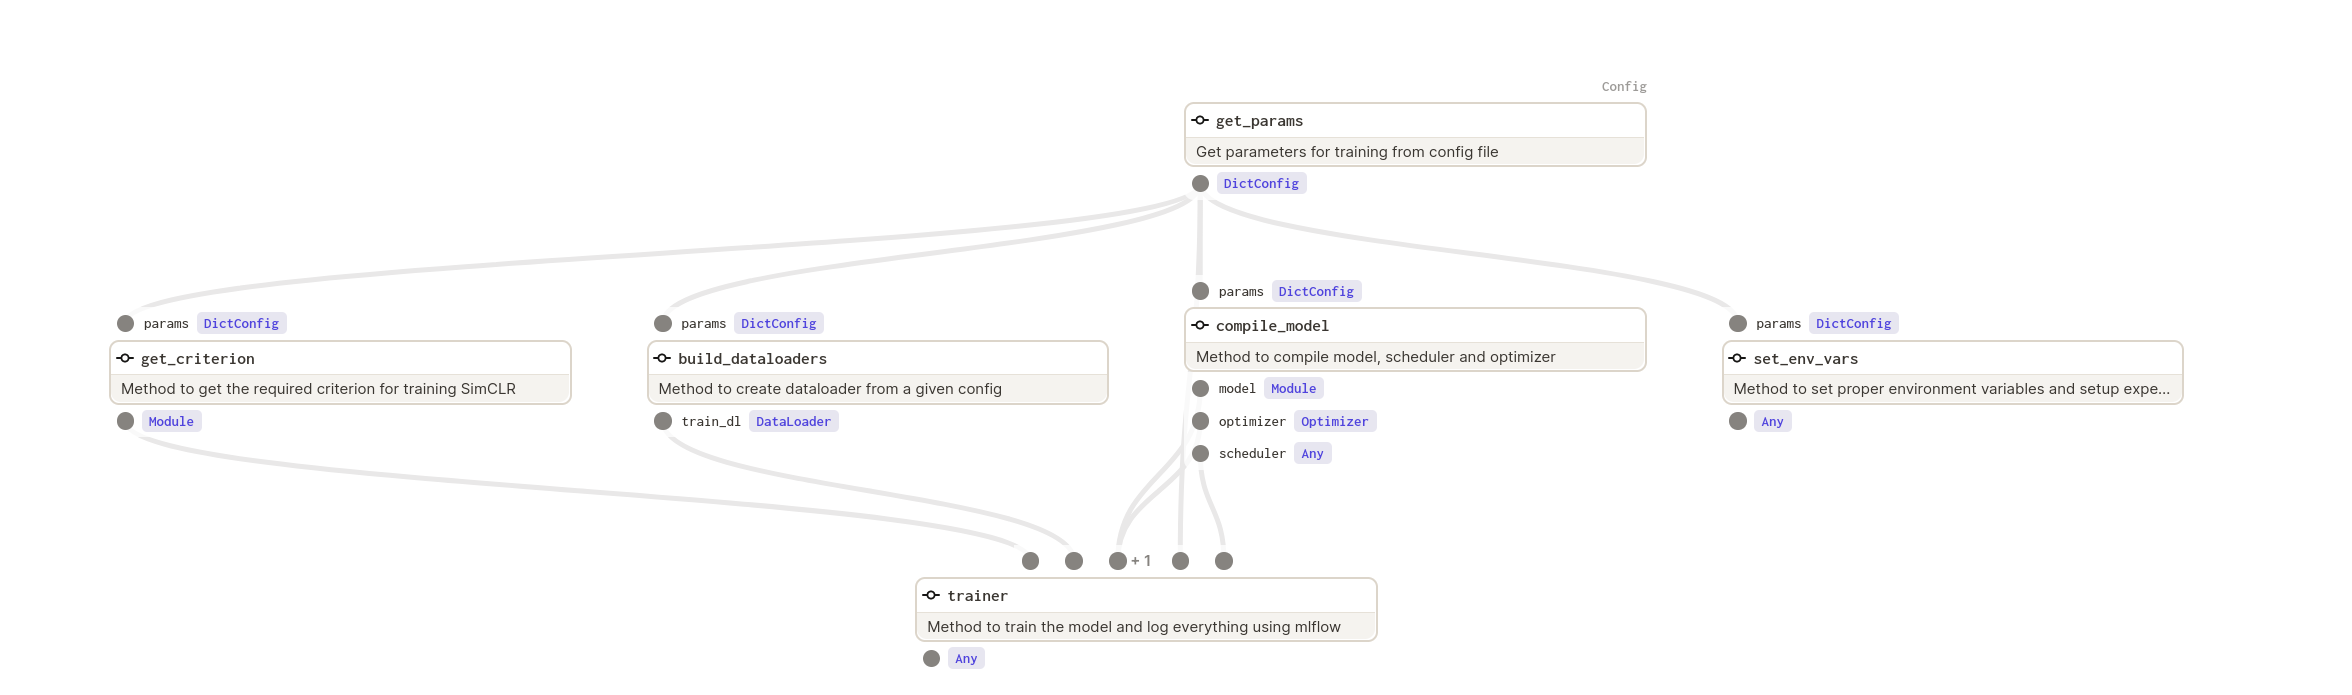 Config
get_params
Get parameters for training from config file
DictConfig
params DictConfig
get_criterion
Method to get the required criterion for training SimCLR
Module
params DictConfig
build_dataloaders
Method to create dataloader from a given config
train_dl DataLoader
params DictConfig
compile_model
Method to compile model, scheduler and optimizer
model Module
optimizer Optimizer
scheduler Any
params DictConfig
set_env_vars
Method to set proper environment variables and setup expe...
Any
+ 1
trainer
Method to train the model and log everything using mlflow
Any